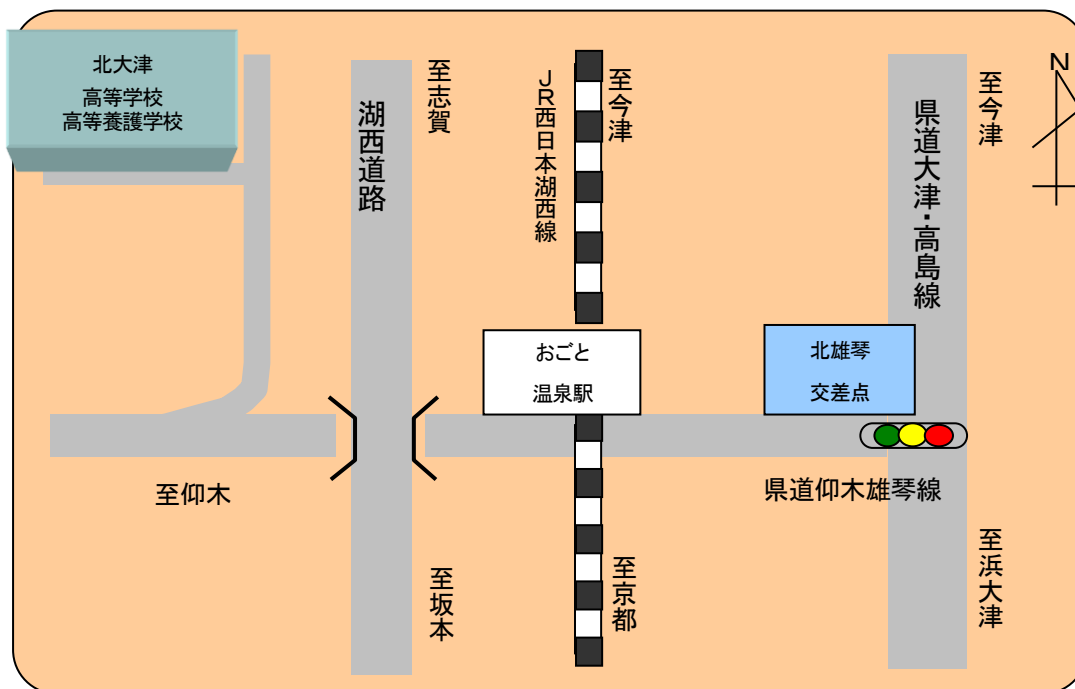 北大津
高等学校
高等養護学校
至志賀
湖西道路
JR西日本湖西線
至今津
県道大津・高島線
至今津
N
おごと
温泉駅
北雄琴
交差点
至仰木
県道仰木雄琴線
至坂本
至京都
至浜大津